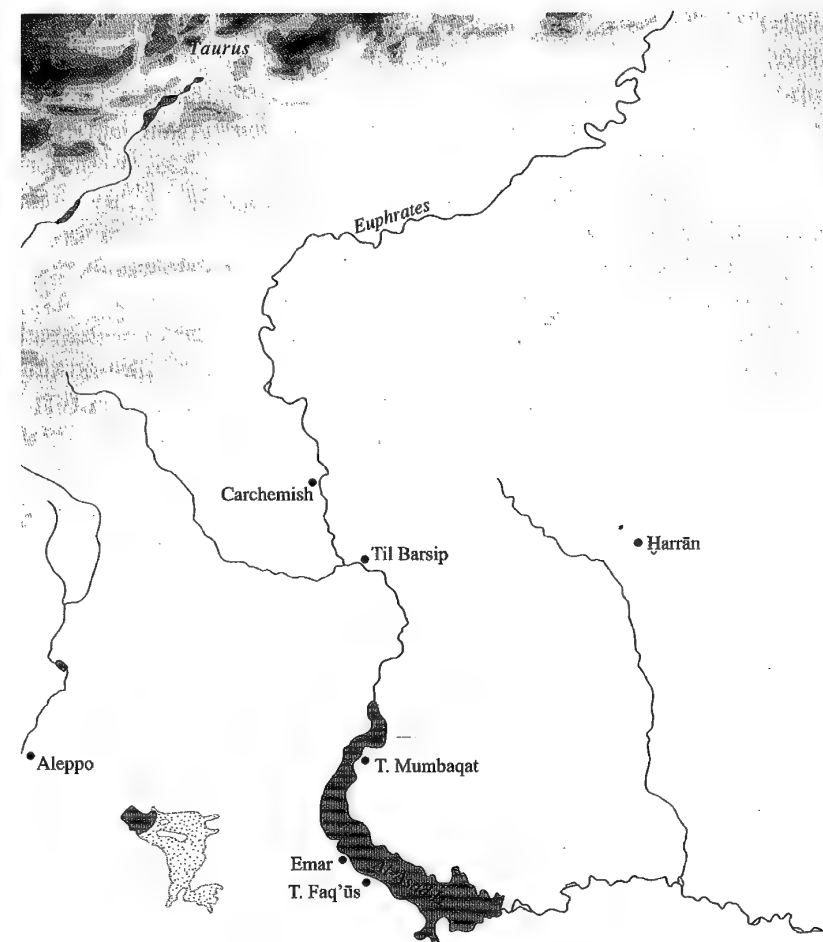 Taurus
Euphrates
Carchemish
Til Barsip
Ḫarrān
Aleppo
T. Mumbaqat
Emar
T. Faq'ūs